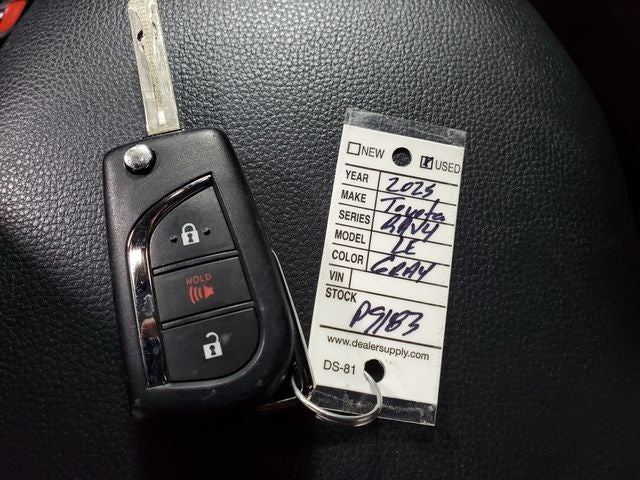 HOLD
NEW USED
YEAR 2025
MAKE Toyota
SERIES RAV4
MODEL LE
COLOR GRAY
VIN
STOCK
P9183
www.dealersupply.com
DS-81